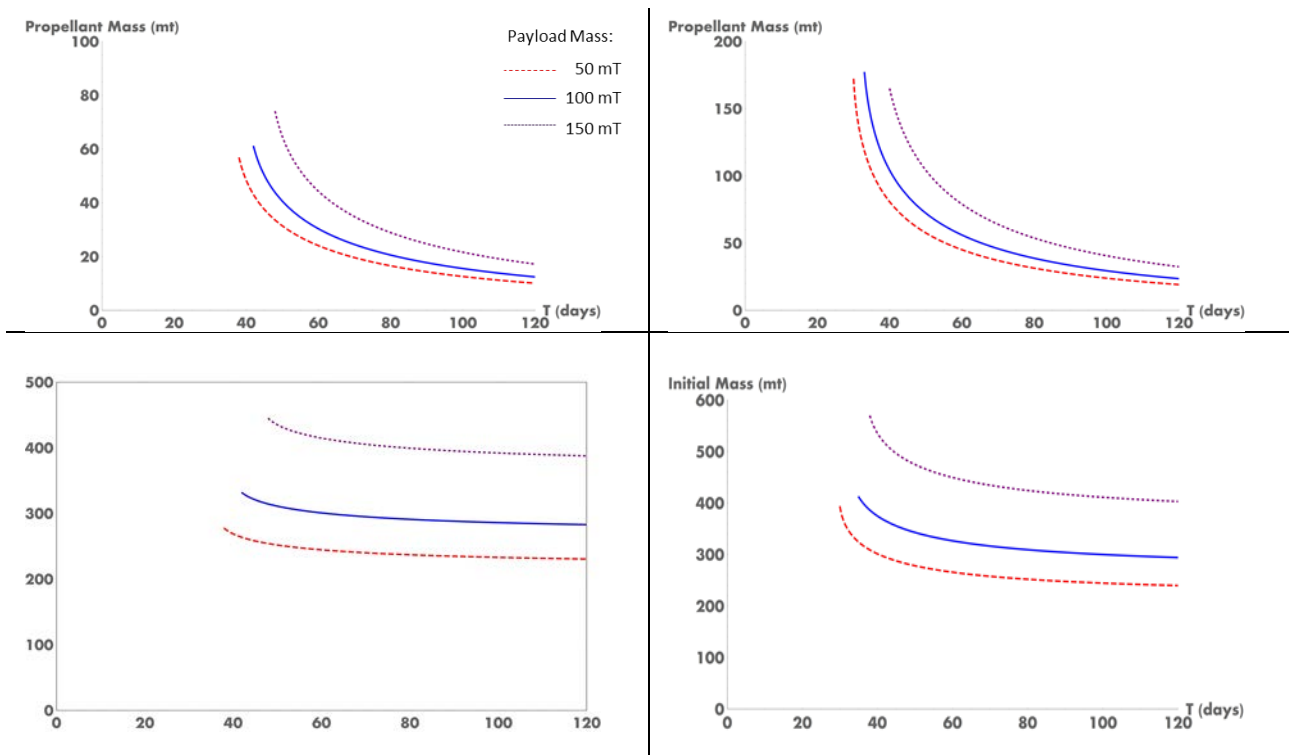 Propellant Mass (mt)
100
80
60
40
20
0
0 20 40 60 80 100 120
T (days)
Payload Mass:
50 mT
100 mT
150 mT
Propellant Mass (mt)
200
150
100
50
0
0 20 40 60 80 100 120
T (days)
500
400
300
200
100
0
0 20 40 60 80 100 120
Initial Mass (mt)
600
500
400
300
200
100
0
0 20 40 60 80 100 120
T (days)